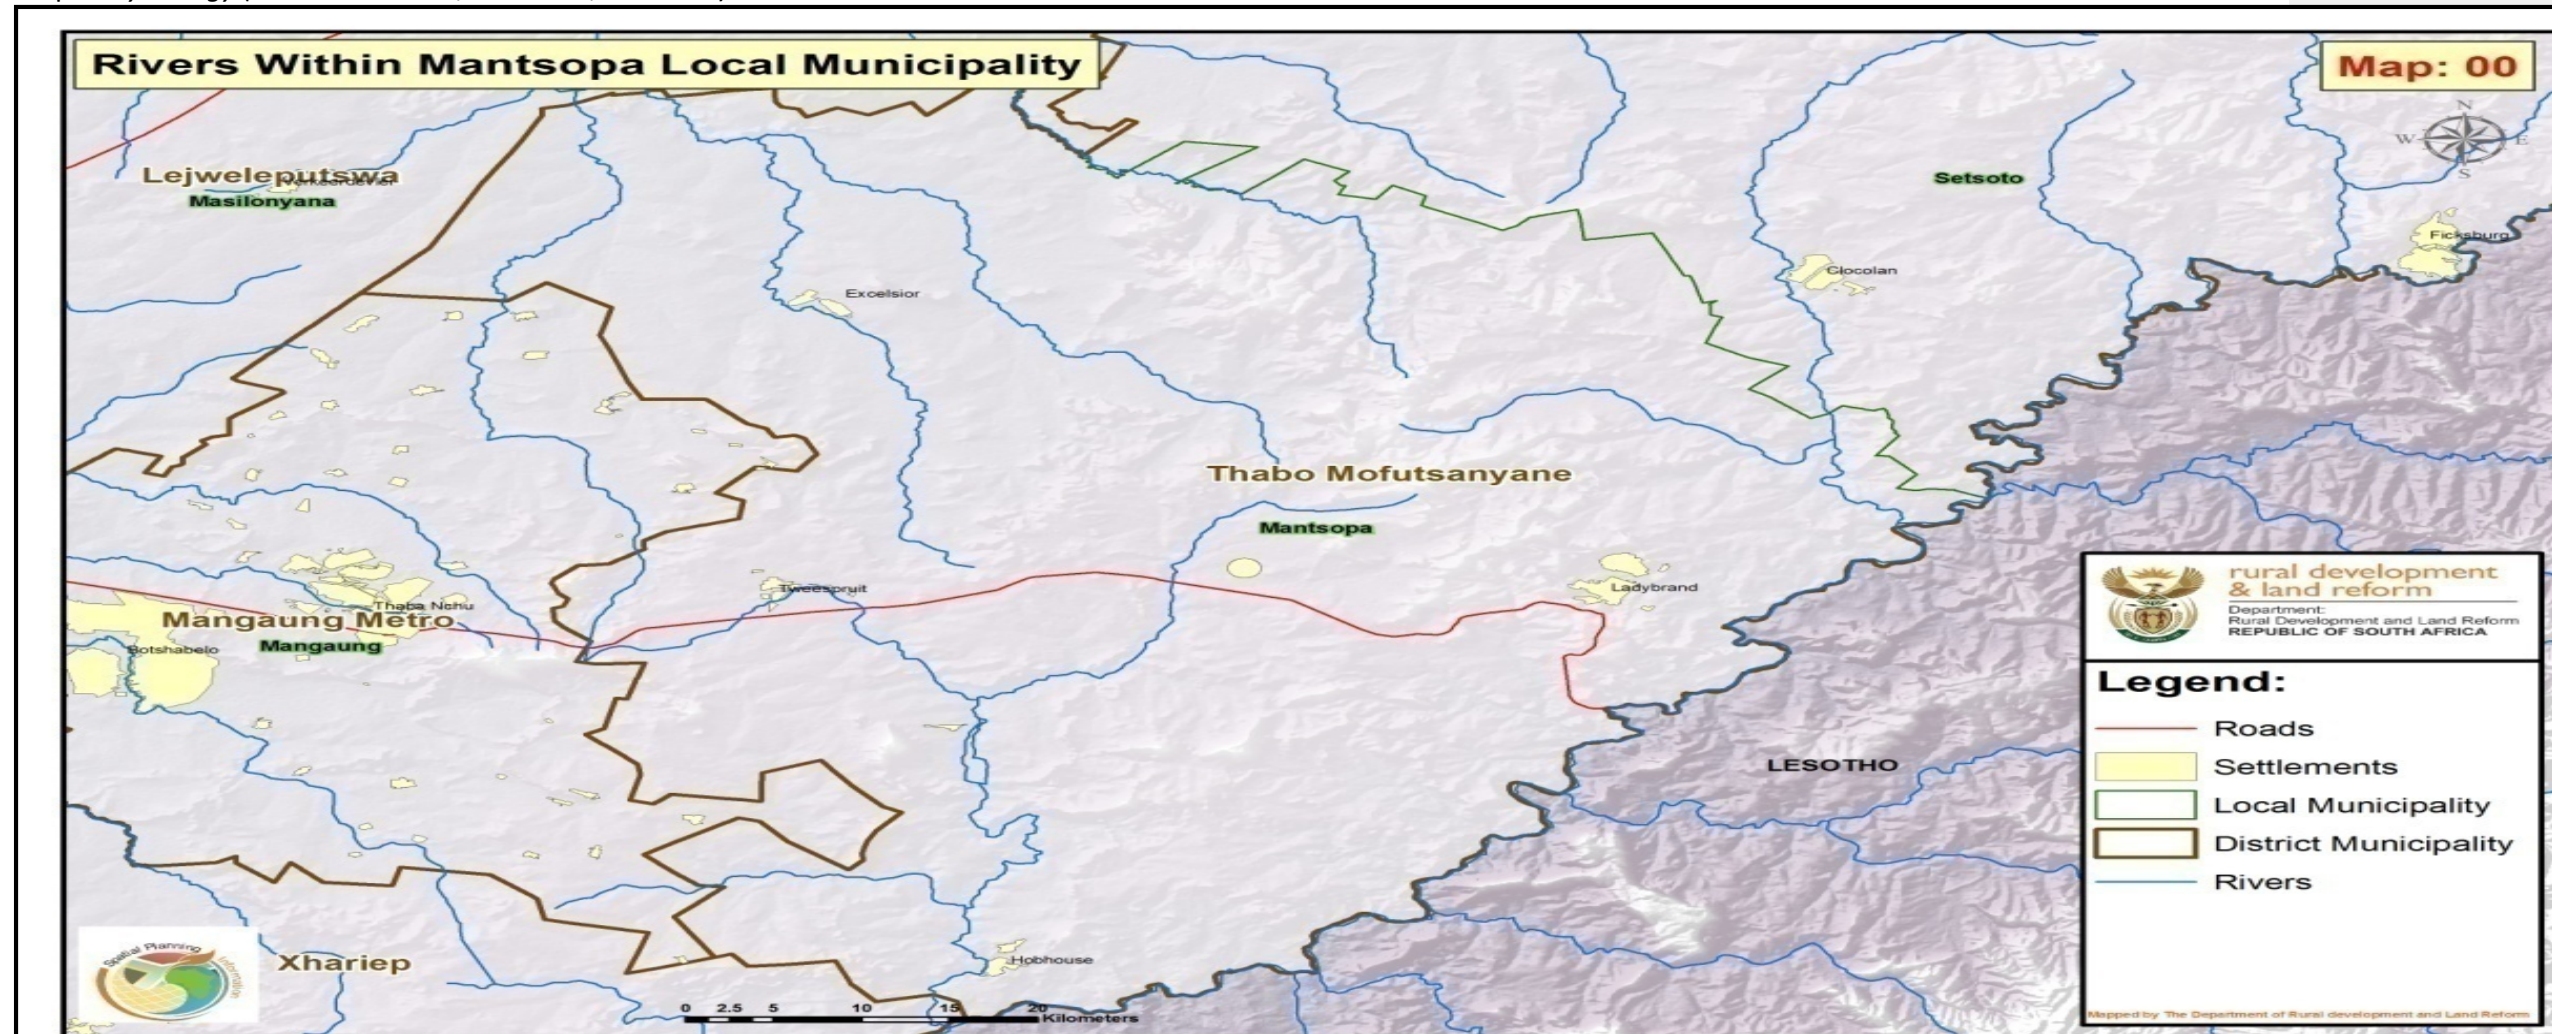 Rivers Within Mantsopa Local Municipality
Map: 00
N
W
E
S
Lejweleputswa
Masilonyana
Setsoto
Ficksburg
Clocolan
Excelsior
Thabo Mofutsanyane
Mantsopa
Tweespruit
Ladybrand
Thaba Nchu
Mangaung Metro
Mangaung
Botshabelo
LESOTHO
Xhariep
Hobhouse
Spatial Planning
Information
0 2.5 5 10 15 20
Kilometers
rural development
& land reform
Department:
Rural Development and Land Reform
REPUBLIC OF SOUTH AFRICA
Legend:
Roads
Settlements
Local Municipality
District Municipality
Rivers
Mapped by The Department of Rural development and Land Reform